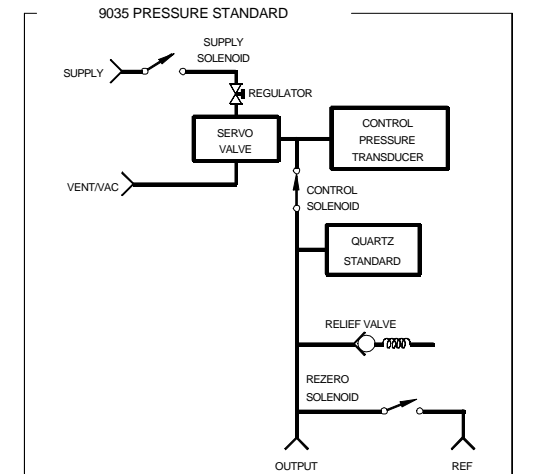 9035 PRESSURE STANDARD
SUPPLY
SOLENOID
SUPPLY
REGULATOR
SERVO
VALVE
CONTROL
PRESSURE
TRANSDUCER
VENT/VAC
CONTROL
SOLENOID
QUARTZ
STANDARD
RELIEF VALVE
REZERO
SOLENOID
OUTPUT
REF